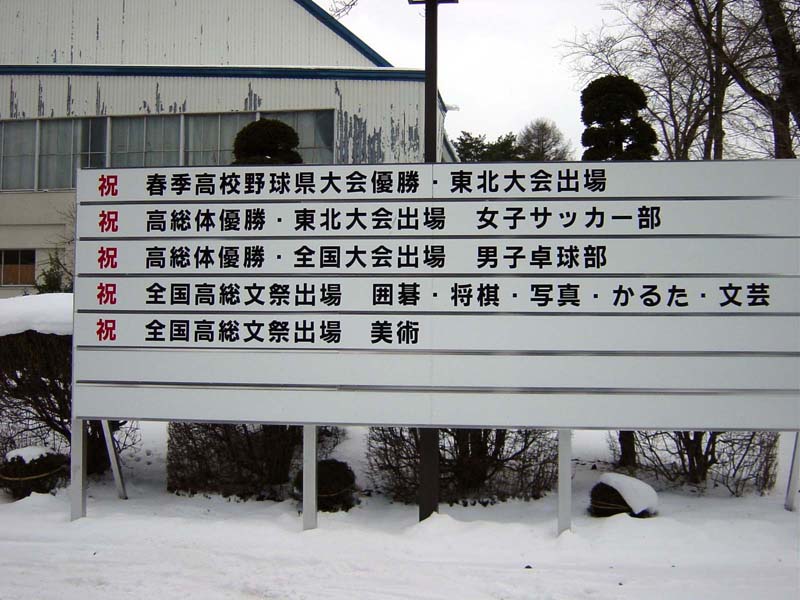 祝 春季高校野球県大会優勝・東北大会出場
祝 高総体優勝・東北大会出場 女子サッカー部
祝 高総体優勝・全国大会出場 男子卓球部
祝 全国高総文祭出場 囲碁・将棋・写真・かるた・文芸
祝 全国高総文祭出場 美術